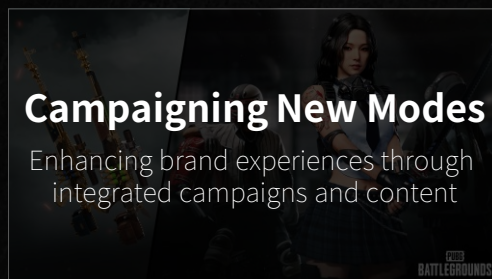 Campaigning New Modes
Enhancing brand experiences through
integrated campaigns and content
PUBG
BATTLEGROUNDS